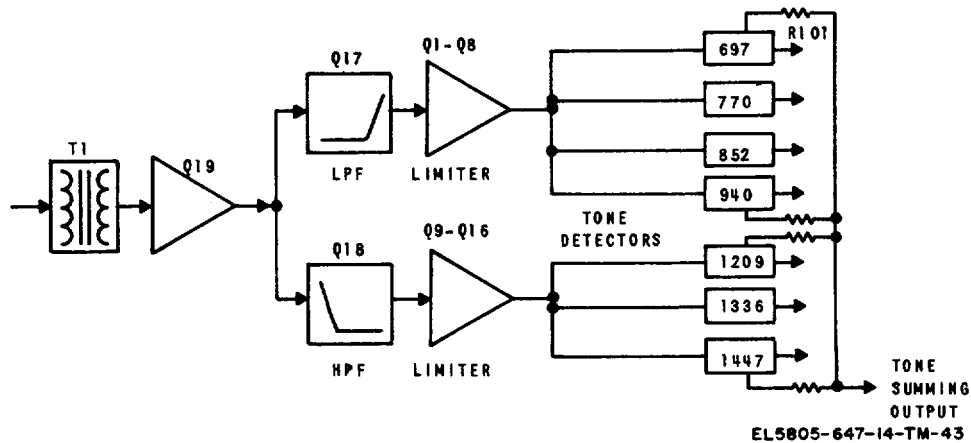 T1
Q19
Q17
LPF
Q1-Q8
LIMITER
Q18
HPF
Q9-Q16
LIMITER
TONE
DETECTORS
697
R101
770
852
940
1209
1336
1447
TONE
SUMMING
OUTPUT
EL5805-647-14-TM-43